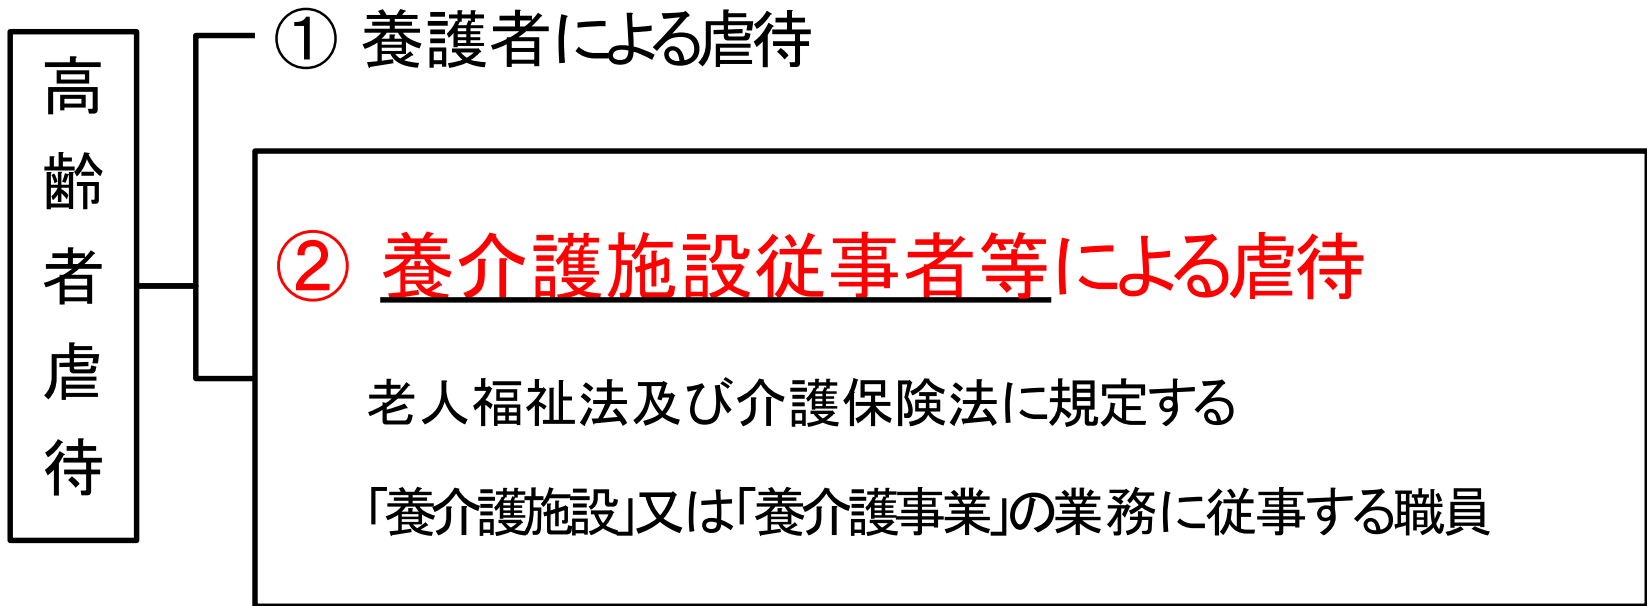 高齢者虐待
① 養護者による虐待
② 養介護施設従事者等による虐待
老人福祉法及び介護保険法に規定する
「養介護施設」又は「養介護事業」の業務に従事する職員